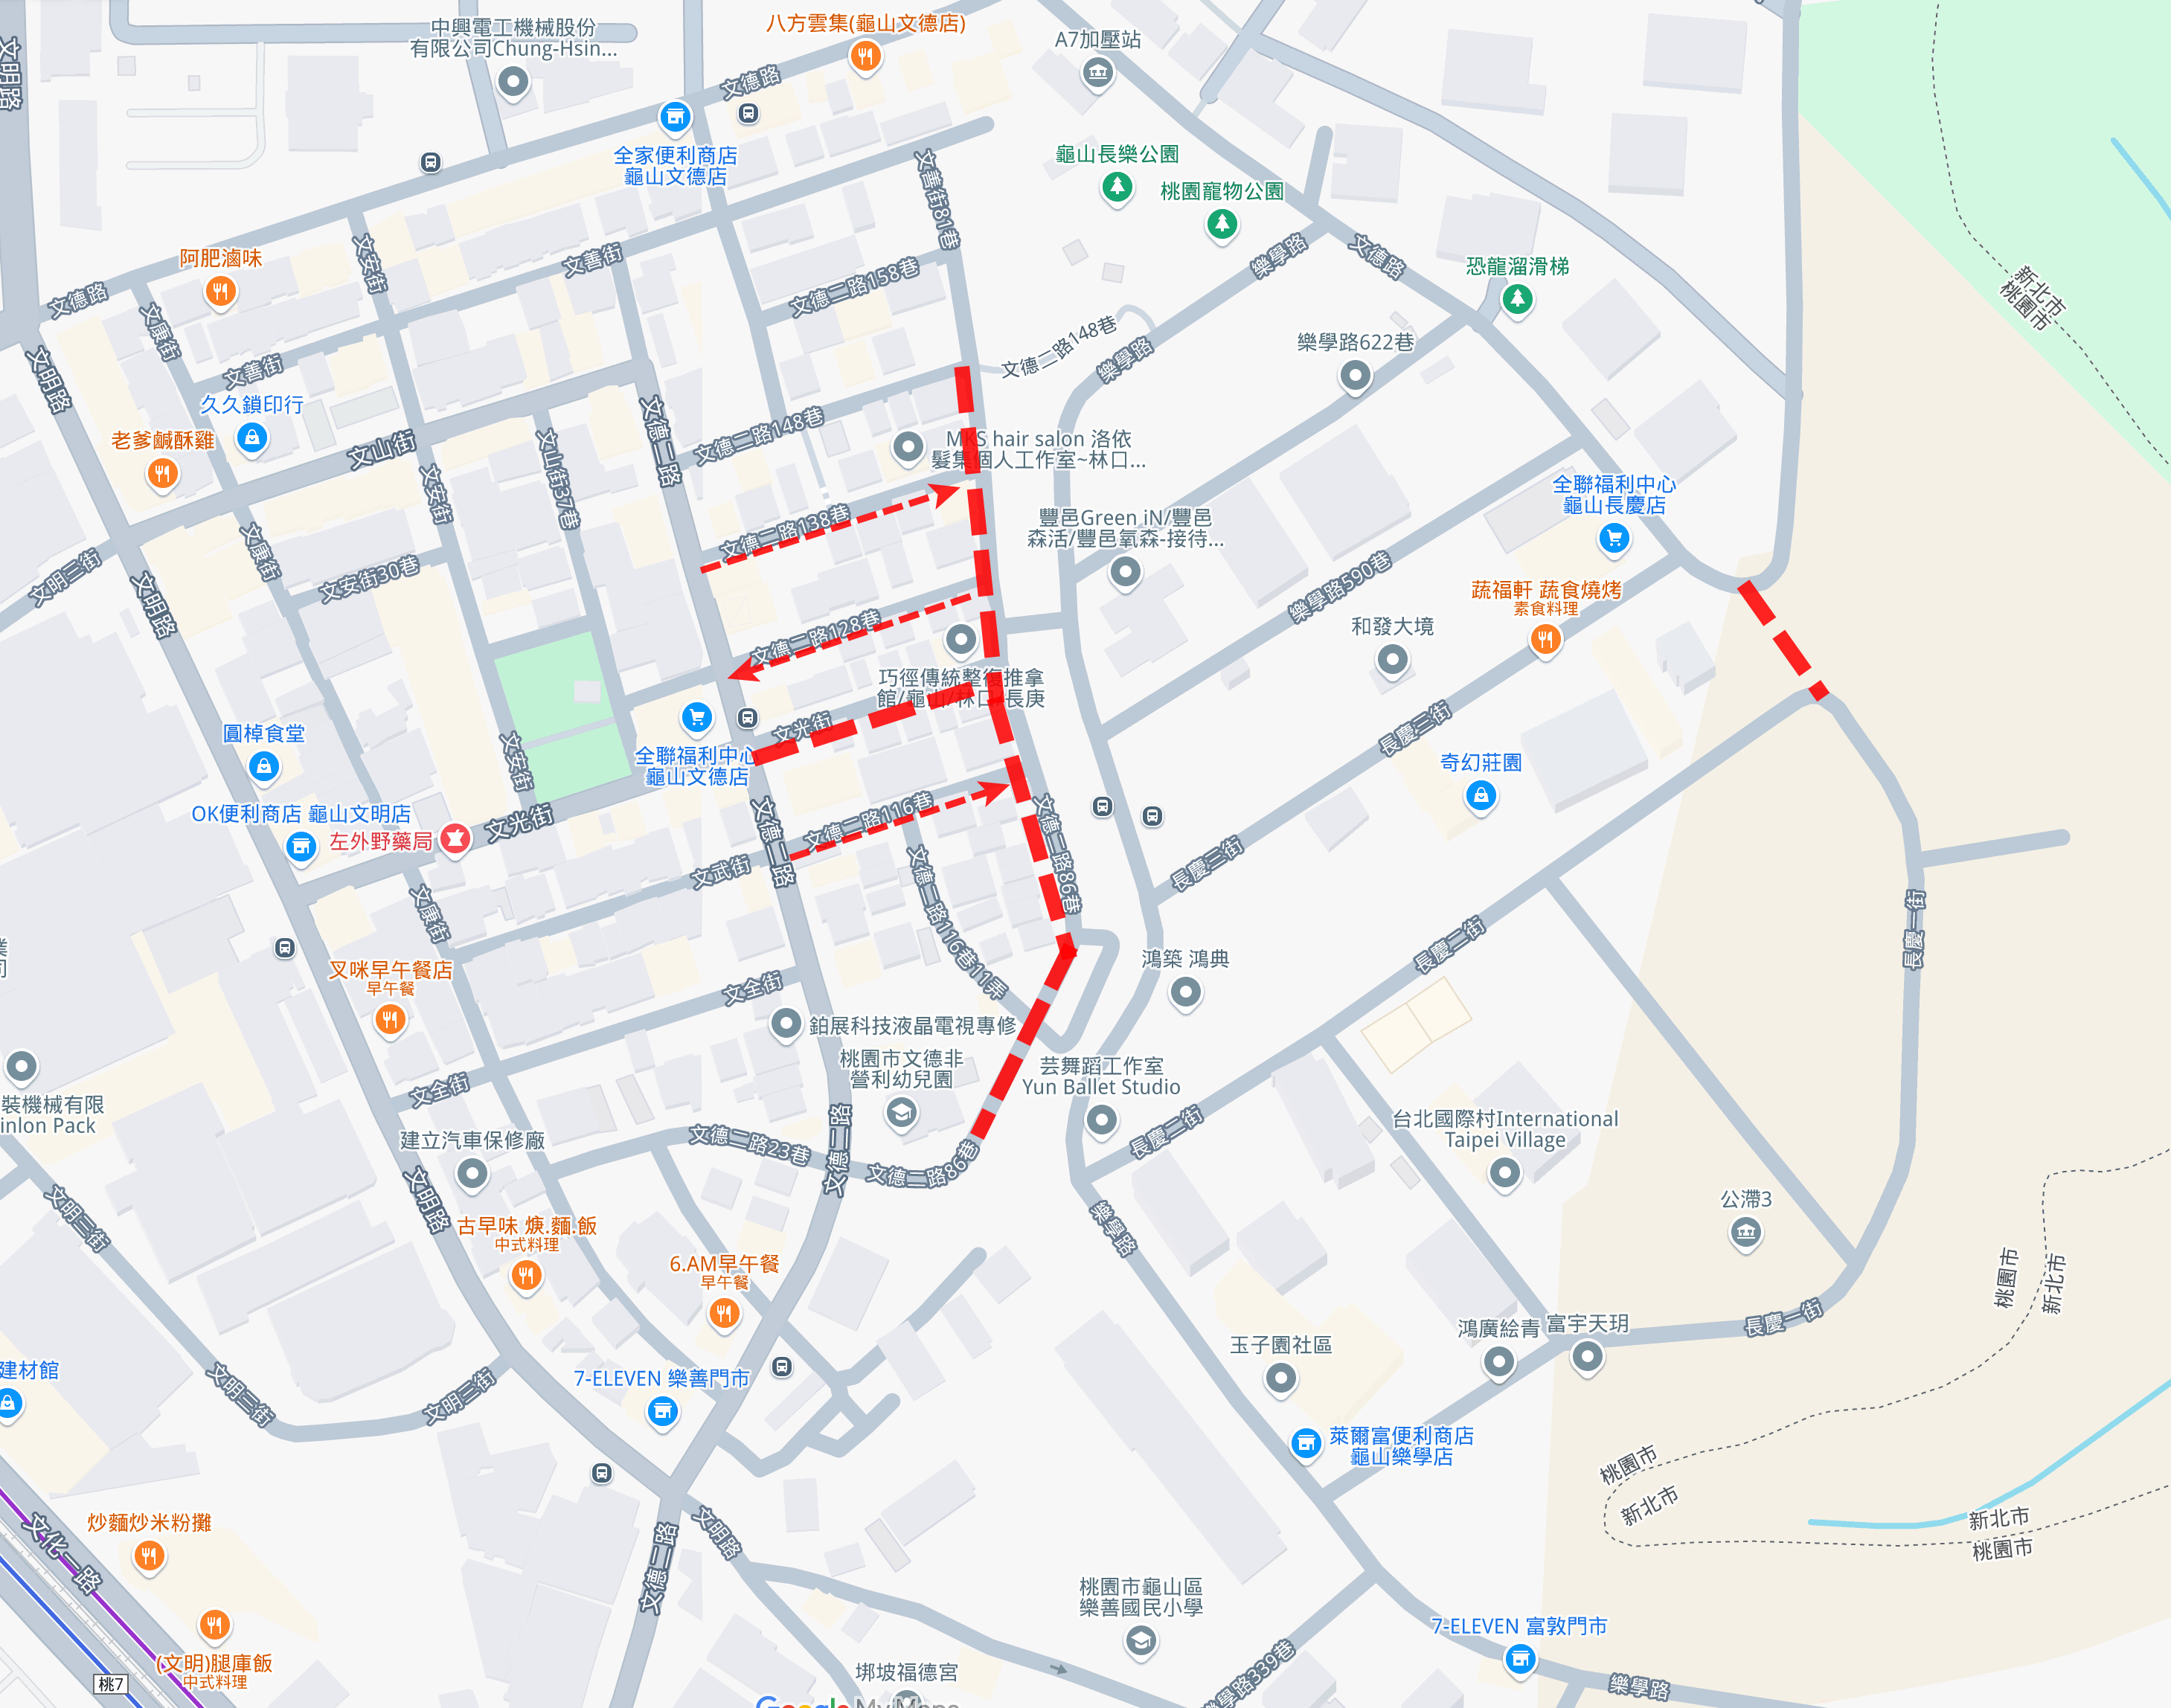 中興電工機械股份
有限公司Chung-Hsin...
八方雲集(龜山文德店)
A7加壓站
文明路
文德路
全家便利商店
龜山文德店
龜山長樂公園
桃園寵物公園
文善街81巷
阿肥滷味
文德路
文安街
文善街
文德二路158巷
樂學路
文德路
恐龍溜滑梯
新北市
桃園市
文康街
文善街
文德二路148巷
樂學路
樂學路622巷
文明路
久久鎖印行
老爹鹹酥雞
文山街
文安街
文山街37巷
文德二路
文德二路148巷
MKS hair salon 洛依
髮集個人工作室~林口...
全聯福利中心
龜山長慶店
文德二路138巷
豐邑Green iN/豐邑
森活/豐邑氧森-接待...
文明三街
文明路
文康街
文安街30巷
樂學路590巷
蔬福軒 蔬食燒烤
素食料理
和發大境
文德二路128巷
巧徑傳統整復推拿
館/龜山/林口/長庚
圓棹食堂
文安街
全聯福利中心
龜山文德店
文光街
長慶三街
奇幻莊園
OK便利商店 龜山文明店
左外野藥局
文光街
文德二路
文德二路116巷
文德二路86巷
文武街
長慶三街
文康街
文德二路116巷11弄
長慶一街
長慶二街
叉咪早午餐店
早午餐
文全街
鴻築 鴻典
鉑展科技液晶電視專修
桃園市文德非
營利幼兒園
芸舞蹈工作室
Yun Ballet Studio
文全街
裝機械有限
inlon Pack
建立汽車保修廠
文德二路23巷
文德二路
文德二路86巷
長慶二街
台北國際村International
Taipei Village
公滯3
文明三街
文明路
古早味 焿.麵.飯
中式料理
6.AM早午餐
早午餐
樂學路
桃園市
新北市
長慶一街
鴻廣絵青
富宇天玥
玉子園社區
建材館
文明三街
文明三街
7-ELEVEN 樂善門市
萊爾富便利商店
龜山樂學店
桃園市
新北市
新北市
桃園市
炒麵炒米粉攤
文化一路
文明路
文德二路
桃園市龜山區
樂善國民小學
7-ELEVEN 富敦門市
(文明)腿庫飯
中式料理
桃7
坲坡福德宮
樂學路339巷
樂學路
Google My Maps